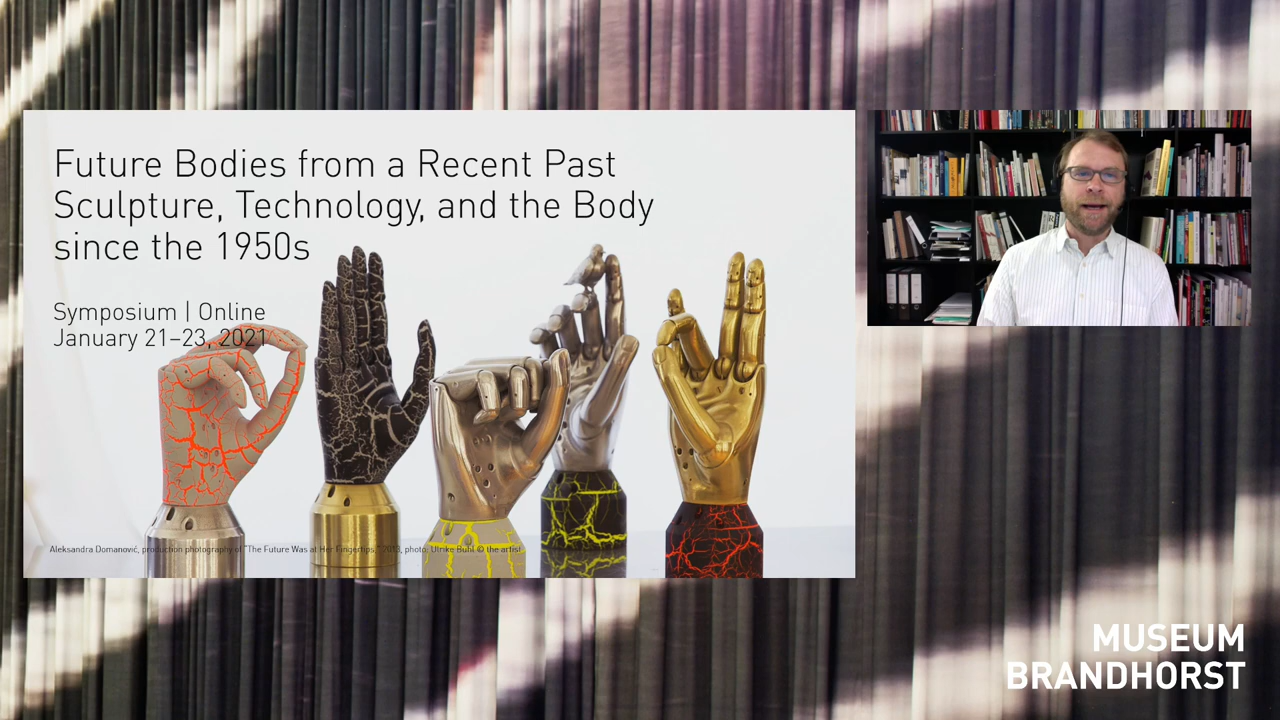 Future Bodies from a Recent Past
Sculpture, Technology, and the Body
since the 1950s
Symposium | Online
January 21–23, 2021
Aleksandra Domanović, production photography of "The Future Was at Her Fingertips," 2013, photo: Ulrike Buhl © the artist
MUSEUM
BRANDHORST